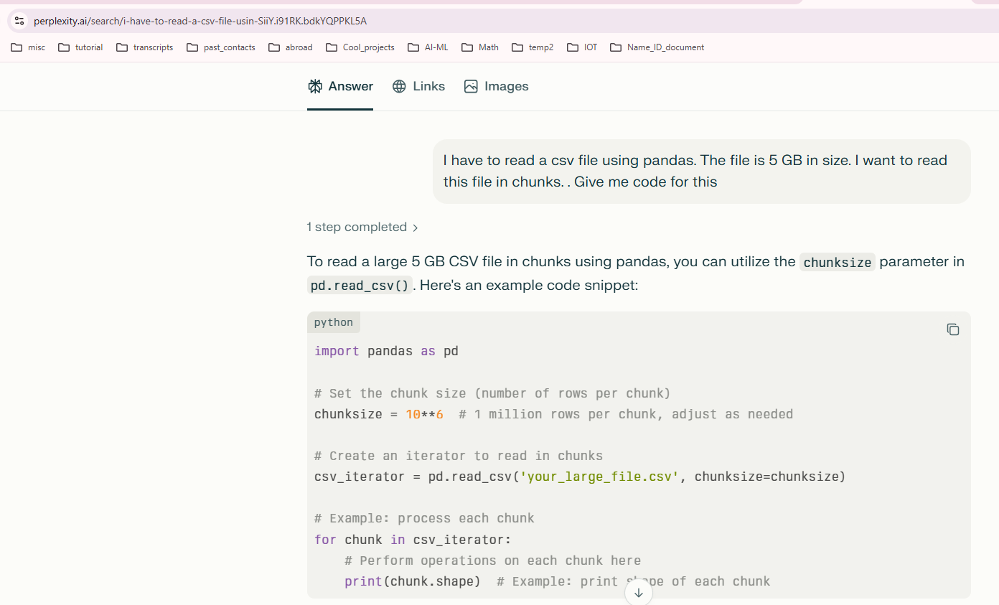 perplexity.ai/search/i-have-to-read-a-csv-file-usin-SiiY.i91RK.bdkYQPPKL5A
misc tutorial transcripts past_contacts abroad Cool_projects AI-ML Math temp2 IOT Name_ID_document
Answer Links Images
I have to read a csv file using pandas. The file is 5 GB in size. I want to read
this file in chunks. . Give me code for this
1 step completed >
To read a large 5 GB CSV file in chunks using pandas, you can utilize the chunksize parameter in
pd.read_csv(). Here's an example code snippet:
python
import pandas as pd
# Set the chunk size (number of rows per chunk)
chunksize = 10**6  # 1 million rows per chunk, adjust as needed
# Create an iterator to read in chunks
csv_iterator = pd.read_csv('your_large_file.csv', chunksize=chunksize)
# Example: process each chunk
for chunk in csv_iterator:
    # Perform operations on each chunk here
    print(chunk.shape)  # Example: print shape of each chunk